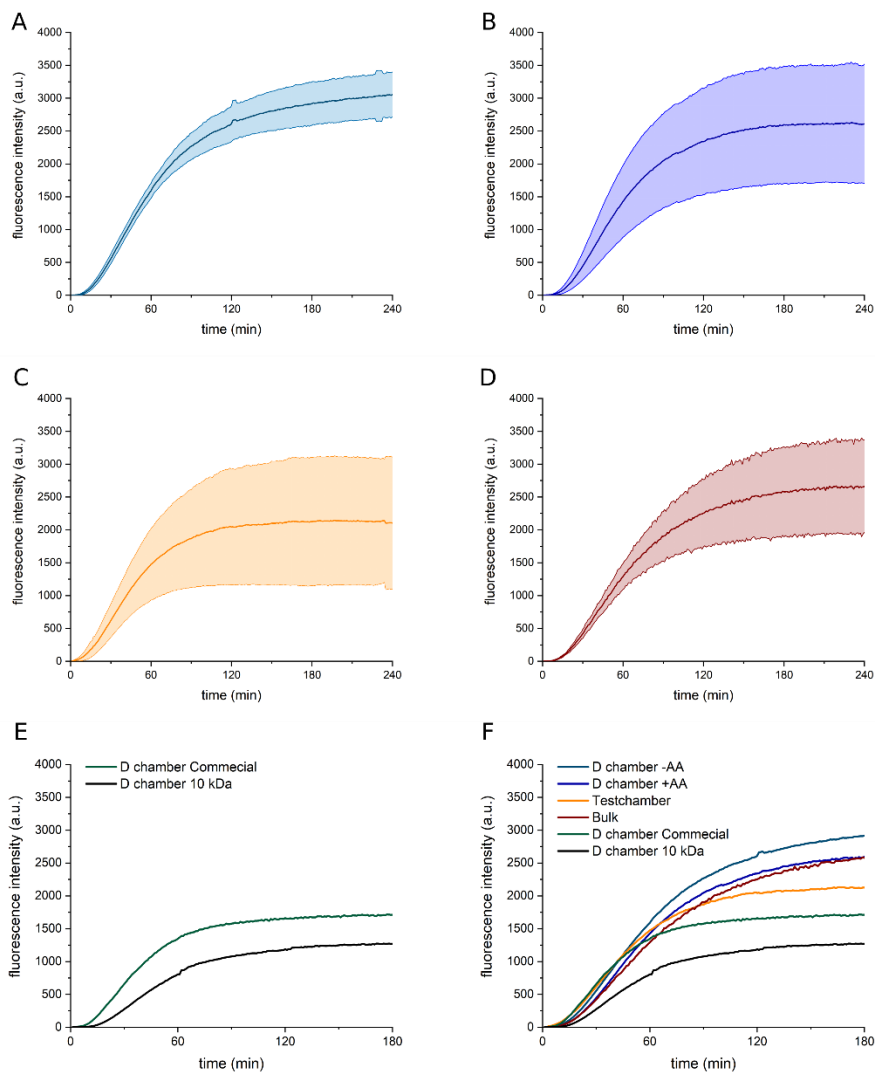 A
4000
3500
3000
2500
2000
1500
1000
500
0
fluorescence intensity (a.u.)
0 60 120 180 240
time (min)
B
4000
3500
3000
2500
2000
1500
1000
500
0
fluorescence intensity (a.u.)
0 60 120 180 240
time (min)
C
4000
3500
3000
2500
2000
1500
1000
500
0
fluorescence intensity (a.u.)
0 60 120 180 240
time (min)
D
4000
3500
3000
2500
2000
1500
1000
500
0
fluorescence intensity (a.u.)
0 60 120 180 240
time (min)
E
D chamber Commecial
D chamber 10 kDa
4000
3500
3000
2500
2000
1500
1000
500
0
fluorescence intensity (a.u.)
0 60 120 180
time (min)
F
D chamber -AA
D chamber +AA
Testchamber
Bulk
D chamber Commecial
D chamber 10 kDa
4000
3500
3000
2500
2000
1500
1000
500
0
fluorescence intensity (a.u.)
0 60 120 180
time (min)